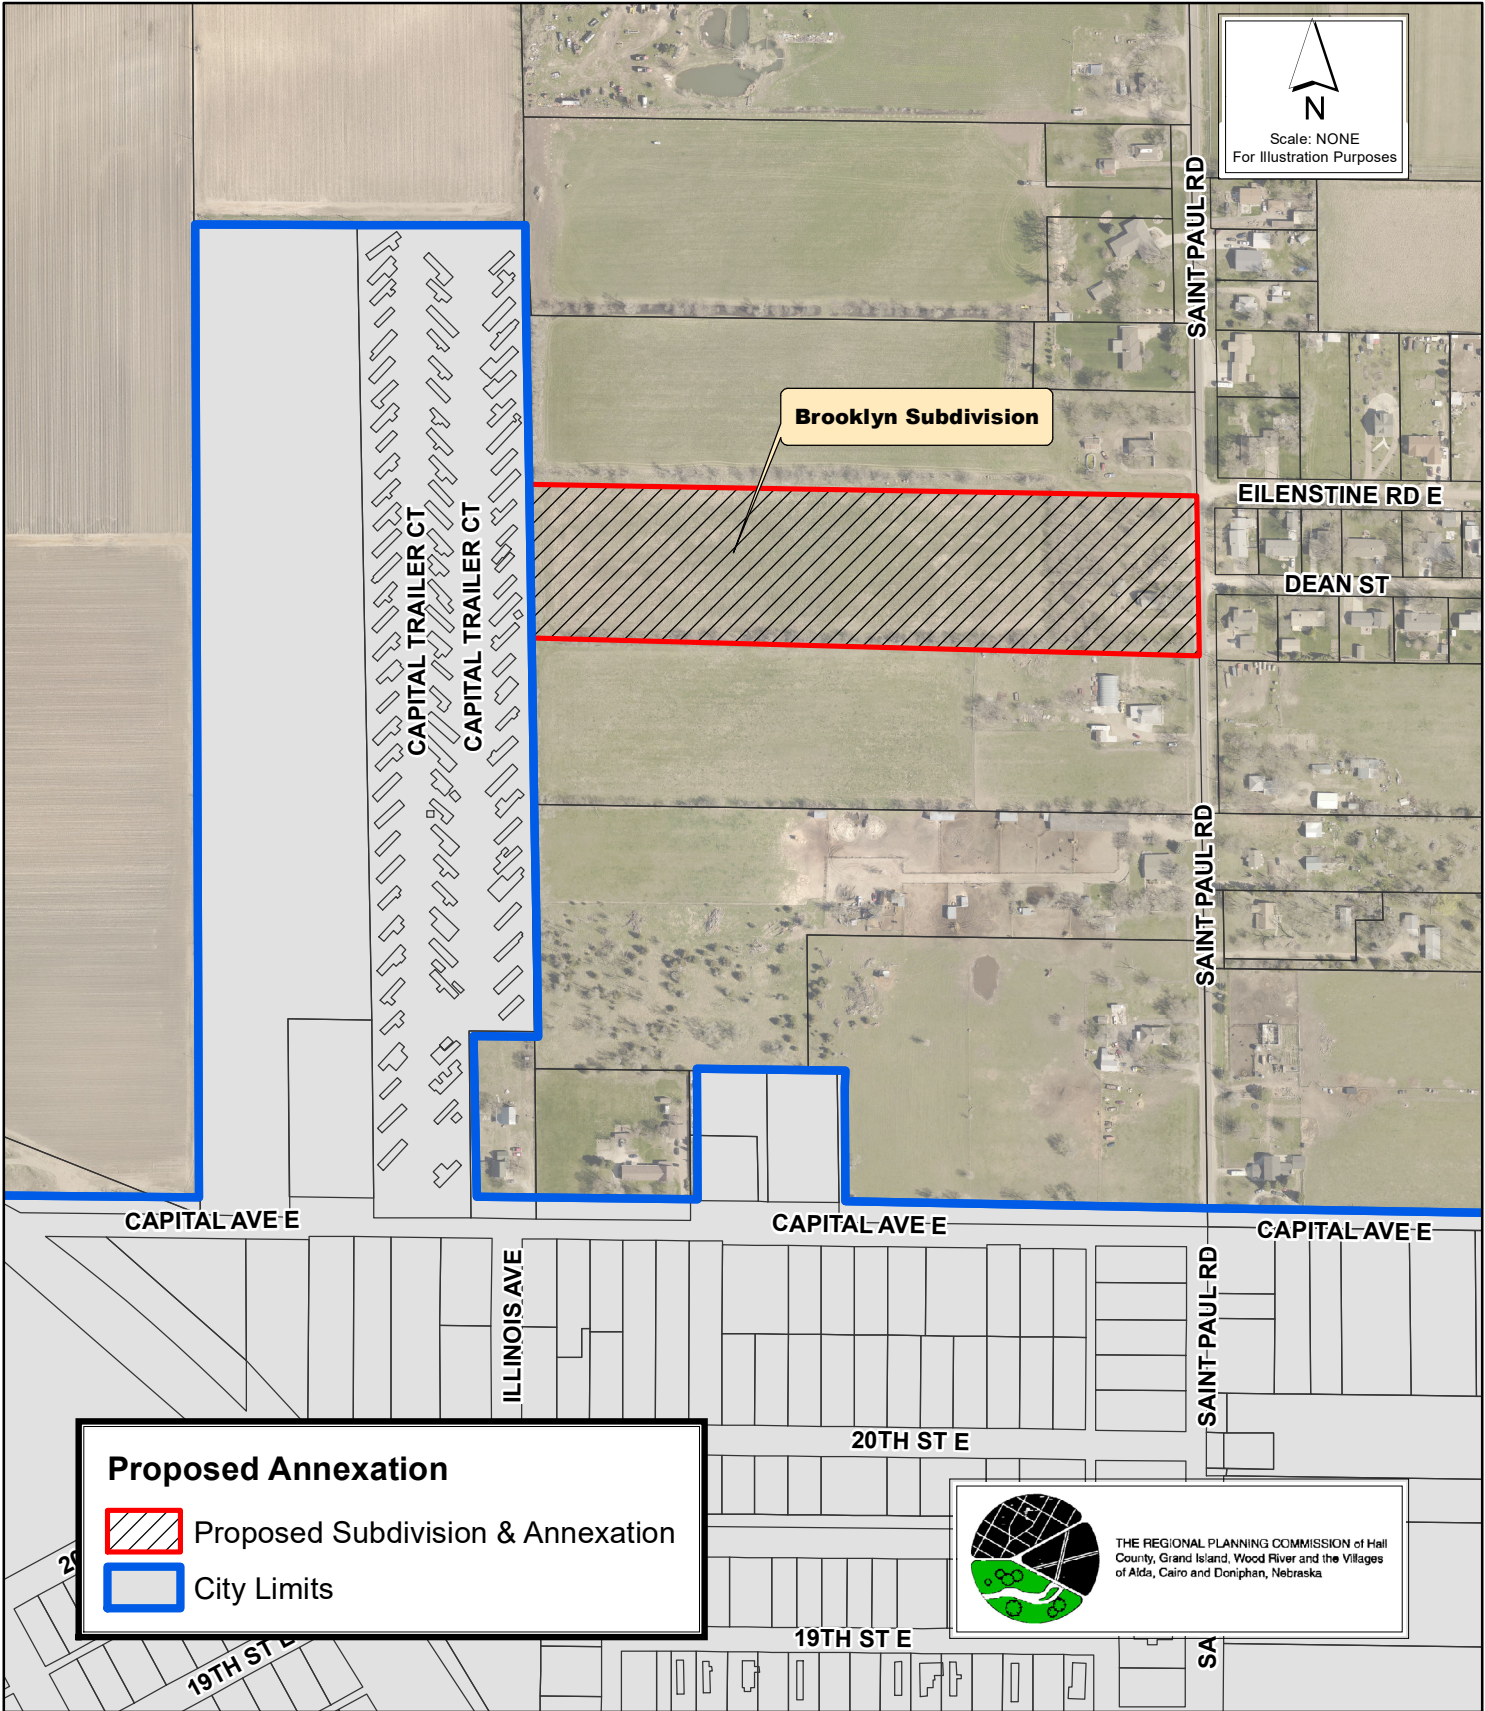 N
Scale: NONE
For Illustration Purposes
SAINT PAUL RD
Brooklyn Subdivision
EILENSTINE RD E
DEAN ST
CAPITAL TRAILER CT
CAPITAL TRAILER CT
SAINT PAUL RD
CAPITAL AVE E
CAPITAL AVE E
CAPITAL AVE E
ILLINOIS AVE
SAINT PAUL RD
20TH ST E
Proposed Annexation
Proposed Subdivision & Annexation
City Limits
THE REGIONAL PLANNING COMMISSION of Hall
County, Grand Island, Wood River and the Villages
of Alda, Cairo and Doniphan, Nebraska
20
19TH ST E
19TH ST E
SA